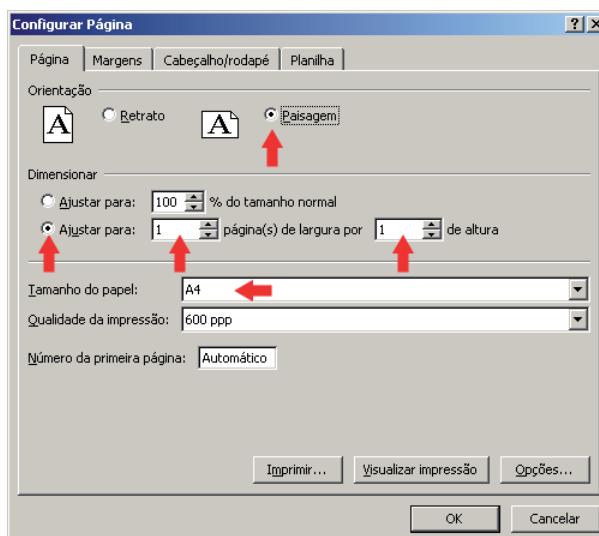 Configurar Página
Página Margens Cabeçalho/rodapé Planilha
Orientação
A Retrato A Paisagem
Dimensionar
Ajustar para: 100 % do tamanho normal
Ajustar para: 1 página(s) de largura por 1 de altura
Tamanho do papel: A4
Qualidade da impressão: 600 ppp
Número da primeira página: Automático
Imprimir... Visualizar impressão Opções...
OK Cancelar